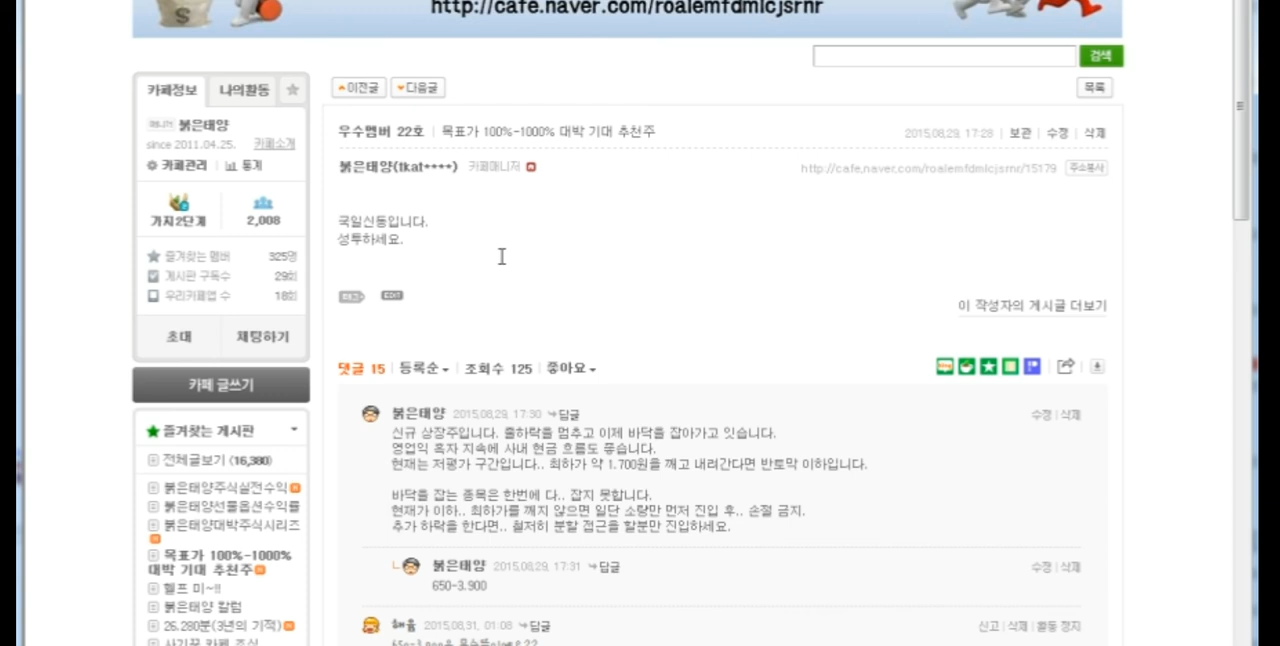 http://cafe.naver.com/roalemfdmlcjsrnr
검색
카페정보 나의활동
이전글 다음글
목록
붉은태양
since 2011.04.25. 카페소개
카페관리 통계
가지2단계 2,008
즐겨찾는 멤버 325명
게시판 구독수 29회
우리카페앱 수 18회
초대 채팅하기
카페 글쓰기
즐겨찾는 게시판
전체글보기 (16,380)
붉은태양주식실전수익
붉은태양선물옵션수익률
붉은태양대박주식시리즈
목표가 100%-1000%
대박 기대 추천주
헬프 미~!!
붉은태양 칼럼
26,280분(3년의 기적)
우수멤버 22호 | 목표가 100%-1000% 대박 기대 추천주
2015.08.29. 17:28 | 보관 | 수정 | 삭제
붉은태양(tkat****) 카페매니저
http://cafe.naver.com/roalemfdmlcjsrnr/15179 주소복사
국일신동입니다.
성투하세요.
태그 EDIT
이 작성자의 게시글 더보기
댓글 15 | 등록순 | 조회수 125 | 좋아요
붉은태양 2015.08.29. 17:30 답글
수정 | 삭제
신규 상장주입니다. 줄하락을 멈추고 이제 바닥을 잡아가고 잇습니다.
영업익 흑자 지속에 사내 현금 흐름도 좋습니다.
현재는 저평가 구간입니다.. 최하가 약 1.700원을 깨고 내려간다면 반토막 이하입니다.
바닥을 잡는 종목은 한번에 다.. 잡지 못합니다.
현재가 이하.. 최하가를 깨지 않으면 일단 소량만 먼저 진입 후.. 손절 금지.
추가 하락을 한다면.. 철저히 분할 접근을 할분만 진입하세요.
붉은태양 2015.08.29. 17:31 답글
수정 | 삭제
650-3.900
해율 2015.08.31. 01:08 답글
신고 | 삭제 | 활동 정지